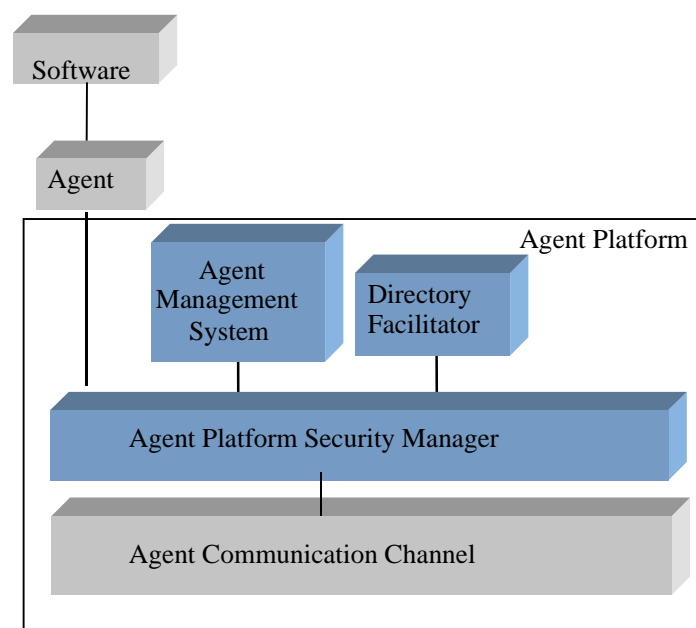 Software
Agent
Agent Platform
Agent
Management
System
Directory
Facilitator
Agent Platform Security Manager
Agent Communication Channel